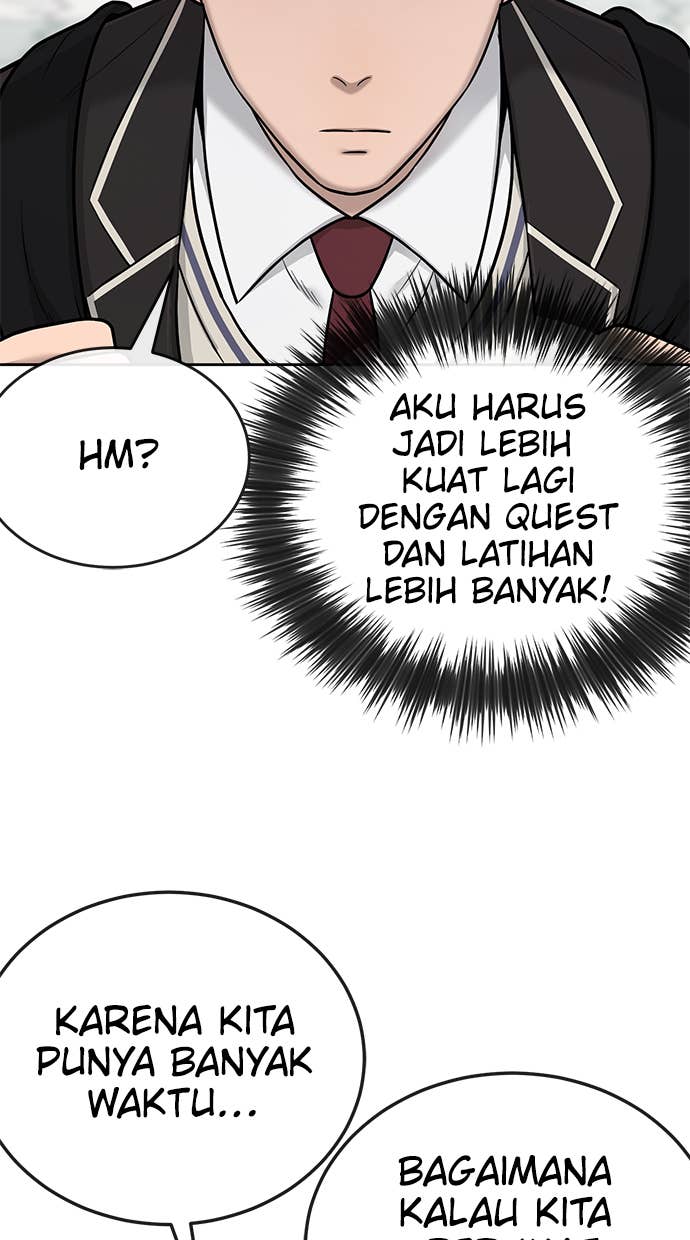 HM?
AKU HARUS
JADI LEBIH
KUAT LAGI
DENGAN QUEST
DAN LATIHAN
LEBIH BANYAK!
KARENA KITA
PUNYA BANYAK
WAKTU...
BAGAIMANA
KALAU KITA